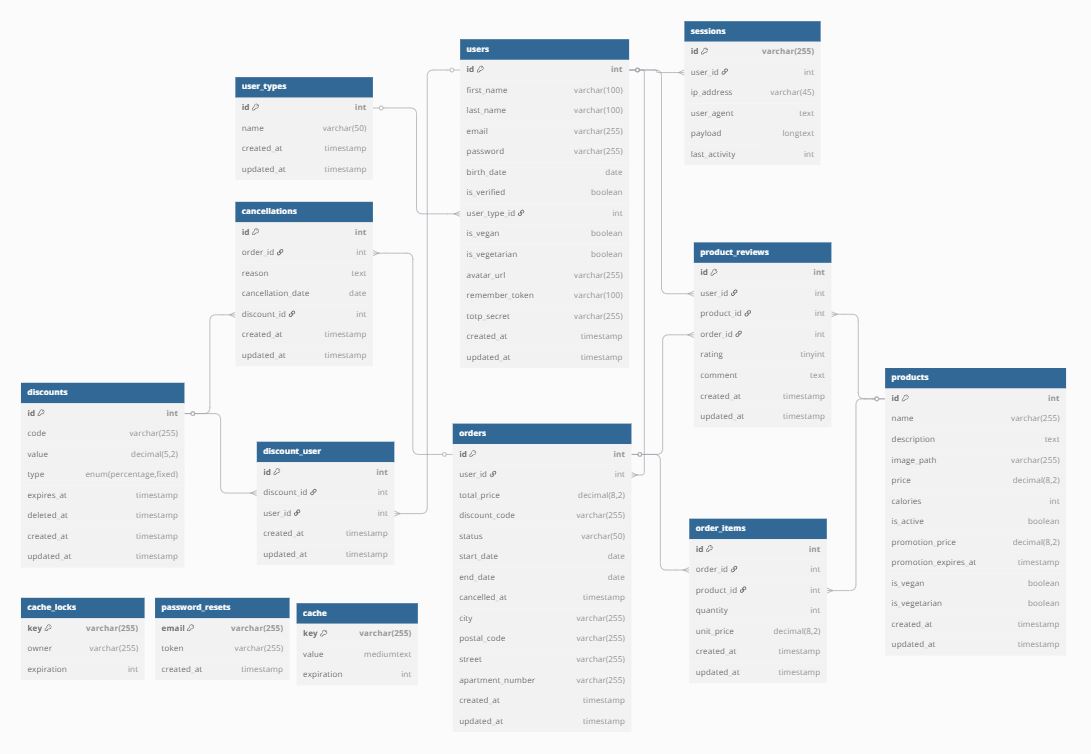 sessions
id varchar(255)
user_id int
ip_address varchar(45)
user_agent text
payload longtext
last_activity int
users
id int
first_name varchar(100)
last_name varchar(100)
email varchar(255)
password varchar(255)
birth_date date
is_verified boolean
user_type_id int
is_vegan boolean
is_vegetarian boolean
avatar_url varchar(255)
remember_token varchar(100)
totp_secret varchar(255)
created_at timestamp
updated_at timestamp
user_types
id int
name varchar(50)
created_at timestamp
updated_at timestamp
cancellations
id int
order_id int
reason text
cancellation_date date
discount_id int
created_at timestamp
updated_at timestamp
product_reviews
id int
user_id int
product_id int
order_id int
rating tinyint
comment text
created_at timestamp
updated_at timestamp
products
id int
name varchar(255)
description text
image_path varchar(255)
price decimal(8,2)
calories int
is_active boolean
promotion_price decimal(8,2)
promotion_expires_at timestamp
is_vegan boolean
is_vegetarian boolean
created_at timestamp
updated_at timestamp
discounts
id int
code varchar(255)
value decimal(5,2)
type enum(percentage,fixed)
expires_at timestamp
deleted_at timestamp
created_at timestamp
updated_at timestamp
discount_user
id int
discount_id int
user_id int
created_at timestamp
updated_at timestamp
orders
id int
user_id int
total_price decimal(8,2)
discount_code varchar(255)
status varchar(50)
start_date date
end_date date
cancelled_at timestamp
city varchar(255)
postal_code varchar(255)
street varchar(255)
apartment_number varchar(255)
created_at timestamp
updated_at timestamp
order_items
id int
order_id int
product_id int
quantity int
unit_price decimal(8,2)
created_at timestamp
updated_at timestamp
cache_locks
key varchar(255)
owner varchar(255)
expiration int
password_resets
email varchar(255)
token varchar(255)
created_at timestamp
cache
key varchar(255)
value mediumtext
expiration int